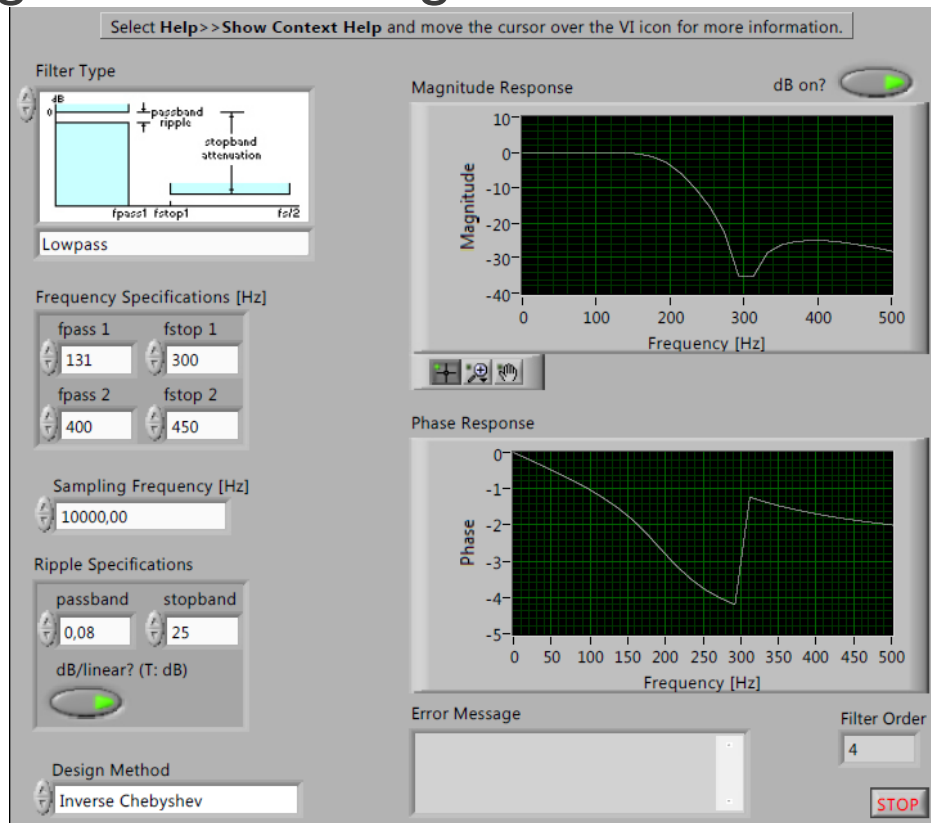 Select Help>>Show Context Help and move the cursor over the VI icon for more information.
Filter Type
dB
0
passband
ripple
stopband
attenuation
fpass1 fstop1 fs/2
Lowpass
Frequency Specifications [Hz]
fpass 1 fstop 1
131 300
fpass 2 fstop 2
400 450
Sampling Frequency [Hz]
10000,00
Ripple Specifications
passband stopband
0,08 25
dB/linear? (T: dB)
Design Method
Inverse Chebyshev
Magnitude Response
dB on?
Magnitude
10
0
-10
-20
-30
-40
0 100 200 300 400 500
Frequency [Hz]
Phase Response
Phase
0
-1
-2
-3
-4
-5
0 50 100 150 200 250 300 350 400 450 500
Frequency [Hz]
Error Message
Filter Order
4
STOP